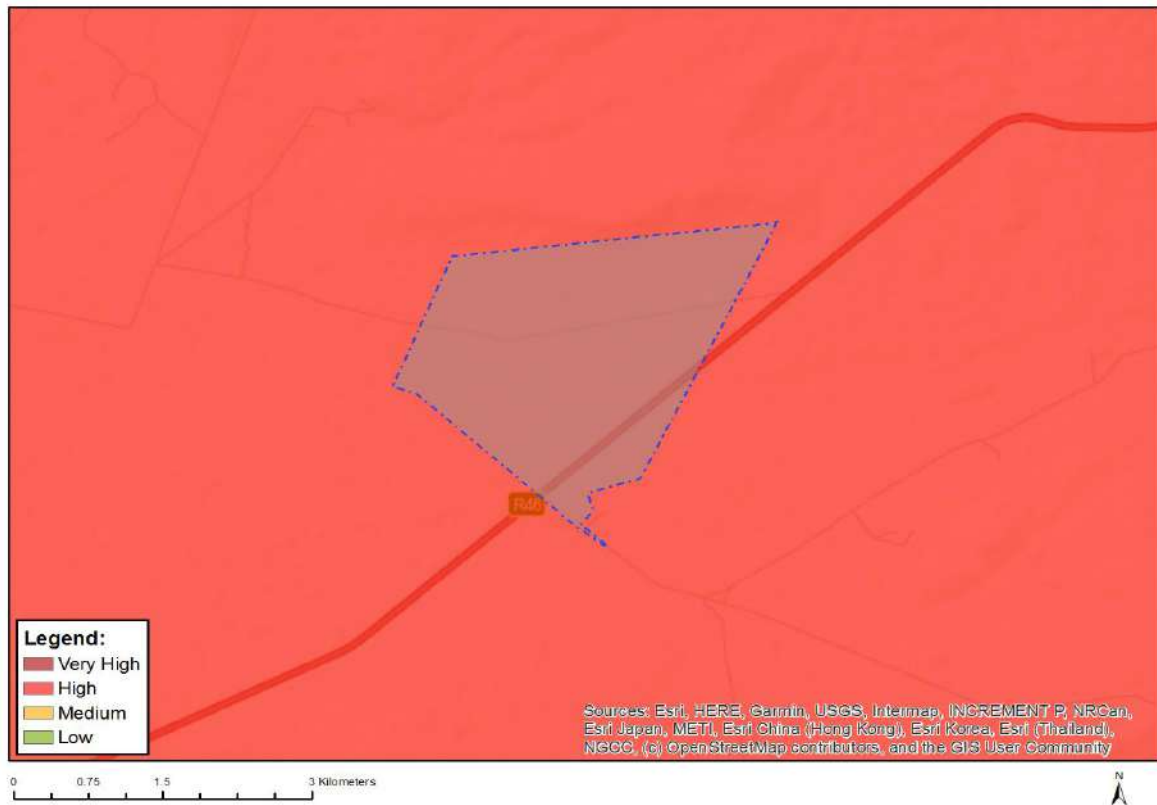 R46
Legend:
Very High
High
Medium
Low
Sources: Esri, HERE, Garmin, USGS, Intermap, INCREMENT P, NRCan,
Esri Japan, METI, Esri China (Hong Kong), Esri Korea, Esri (Thailand),
NGCC, (c) OpenStreetMap contributors, and the GIS User Community
0 0.75 1.5 3 Kilometers
N